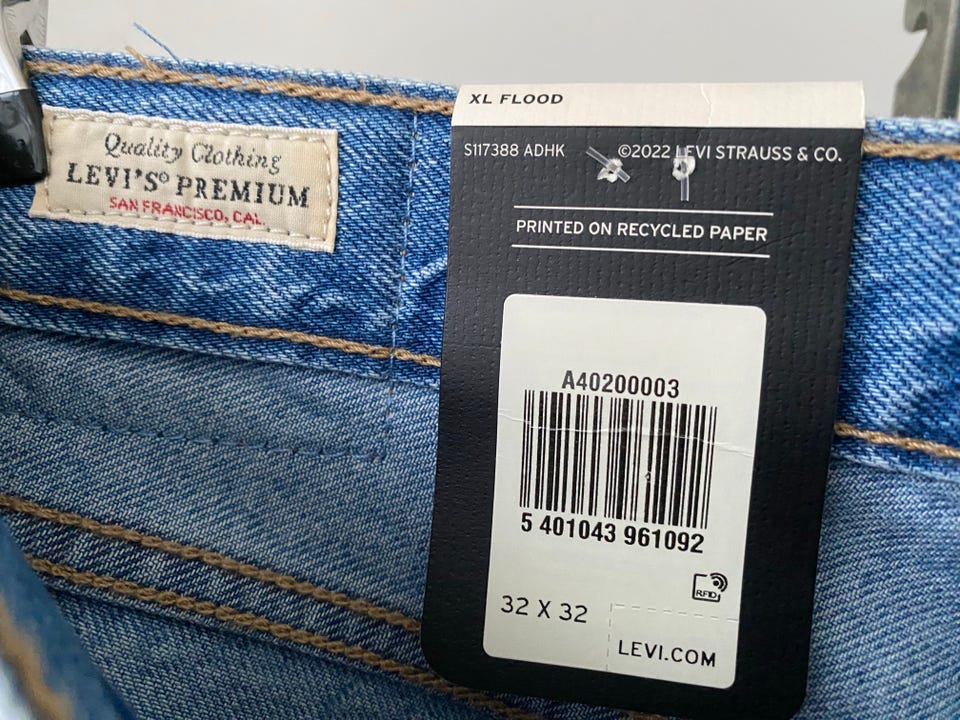 Quality Clothing
LEVI'S® PREMIUM
SAN FRANCISCO, CAL.
XL FLOOD
S117388 ADHK ©2022 LEVI STRAUSS & CO.
PRINTED ON RECYCLED PAPER
A40200003
5 401043 961092
RFID
32 X 32
LEVI.COM